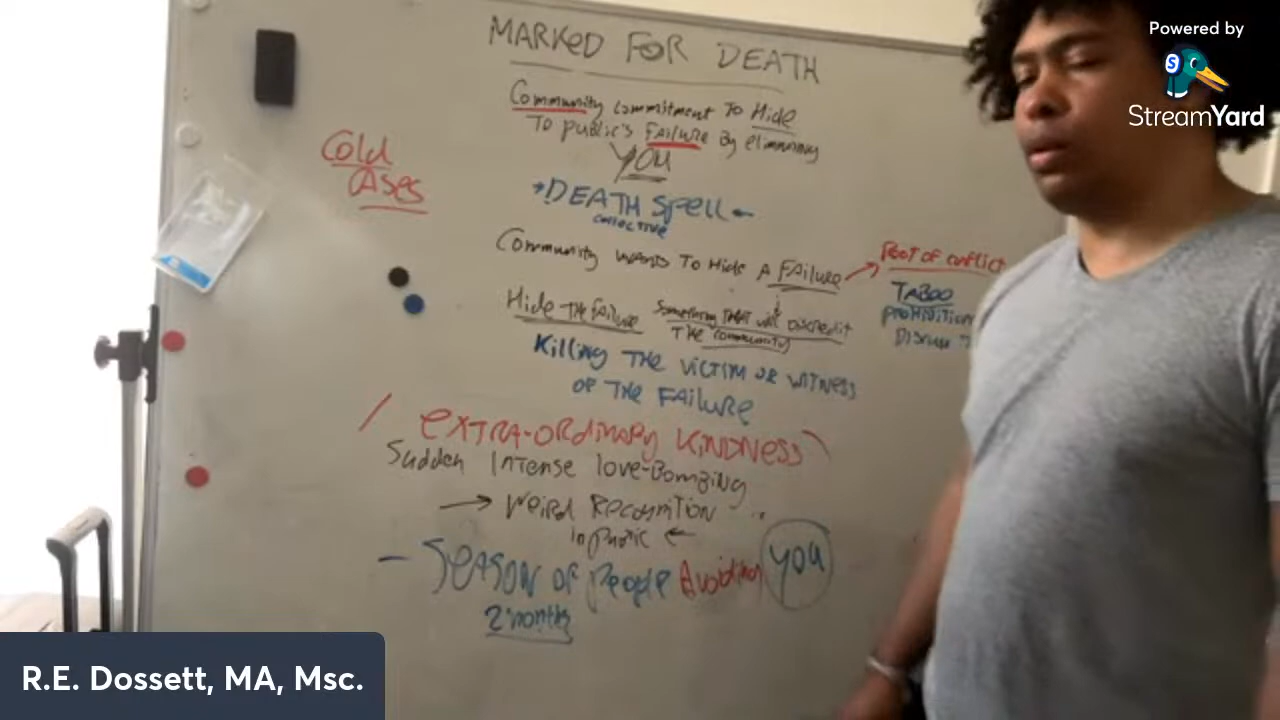 Powered by
StreamYard
MARKED FOR DEATH
Community commitment To Hide
To public's FAILURE By eliminating
YOU
DEATH SPELL
collective
Community WANTS To Hide A FAILURE
Root of conflict
TABOO
prohibition
Hide THE FAILURE
Something THAT will DISCREDIT
THE COMMUNITY
Killing THE VICTIM OR WITNESS
OF THE FAILURE
Cold
CASES
EXTRA-ORDINARY KINDNESS
Sudden Intense love-Bombing
Weird Recognition
In public
SEASON OF People Avoiding YOU
2 months
R.E. Dossett, MA, Msc.